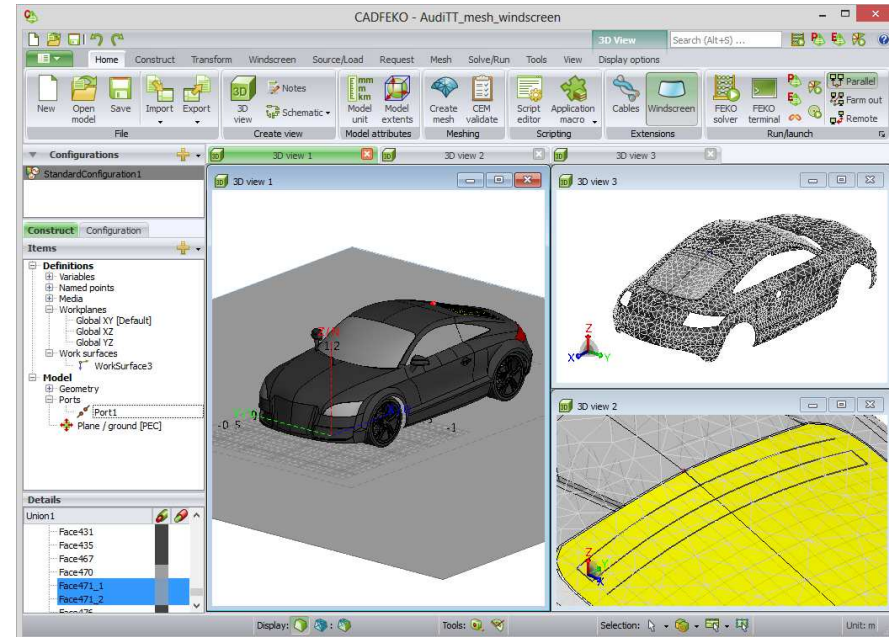 CADFEKO - AudiTT_mesh_windscreen
3D View
Search (Alt+S) ...
Home Construct Transform Windscreen Source/Load Request Mesh Solve/Run Tools View Display options
New
Open model
Save
Import
Export
File
3D view
Notes
Schematic
Create view
Model unit
Model extents
Model attributes
Create mesh
CEM validate
Meshing
Script editor
Application macro
Scripting
Cables
Windscreen
Extensions
FEKO solver
FEKO terminal
Parallel
Farm out
Remote
Run/launch
Configurations
StandardConfiguration1
Construct Configuration
Items
Definitions
Variables
Named points
Media
Workplanes
Global XY [Default]
Global XZ
Global YZ
Work surfaces
WorkSurface3
Model
Geometry
Ports
Port1
Plane / ground [PEC]
Details
Union1
Face431
Face435
Face467
Face470
Face471_1
Face471_2
Face476
3D view 1
3D view 2
3D view 3
3D view 1
3D view 3
Z
X
Y
3D view 2
Z
Y
X
Display:
Tools:
Selection:
Unit: m